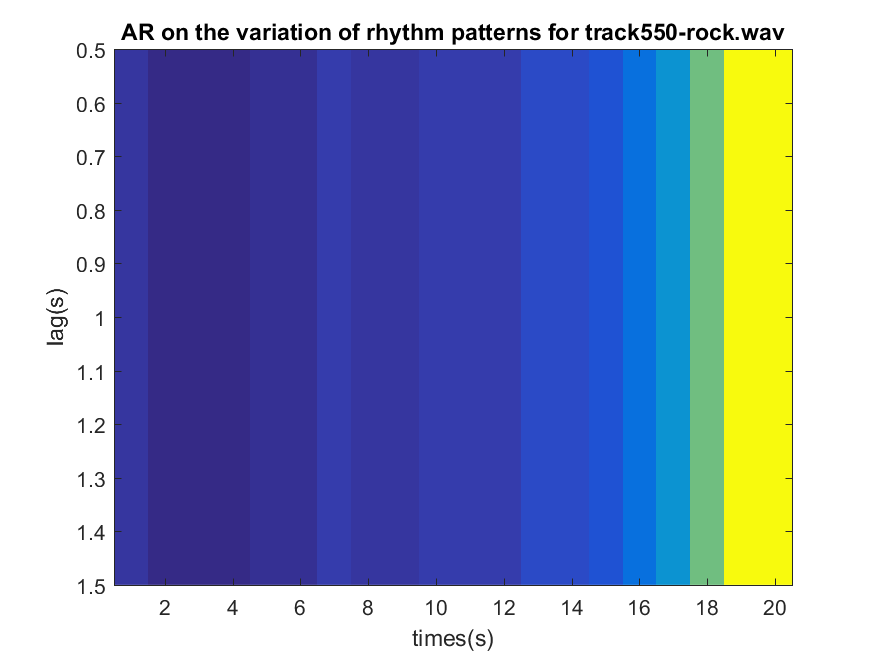 AR on the variation of rhythm patterns for track550-rock.wav
0.5
0.6
0.7
0.8
0.9
1
1.1
1.2
1.3
1.4
1.5
lag(s)
2 4 6 8 10 12 14 16 18 20
times(s)